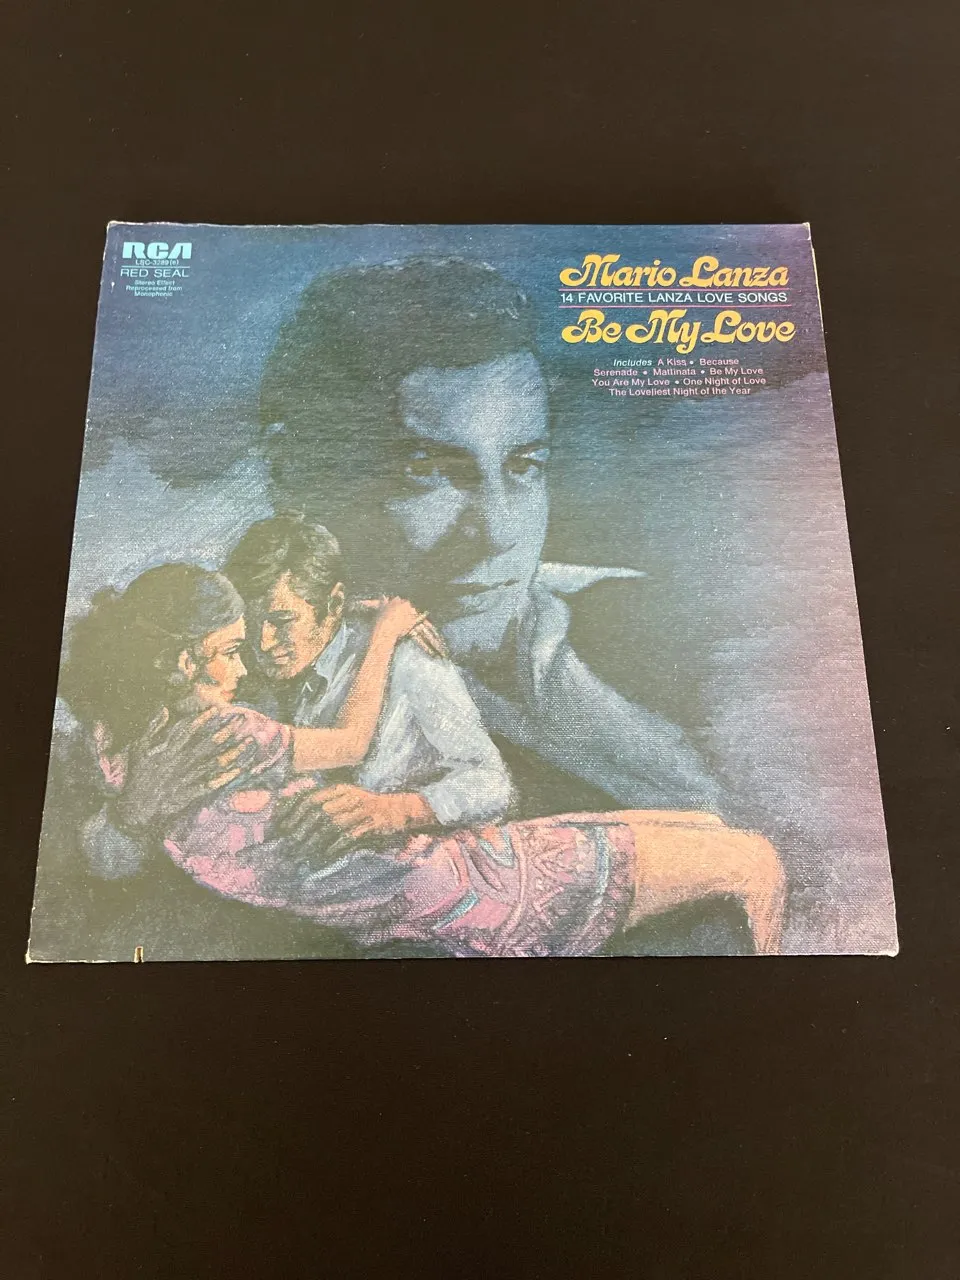 RCA
LSC-3289(e)
RED SEAL
Stereo Effect
Reprocessed from
Monophonic
Mario Lanza
14 FAVORITE LANZA LOVE SONGS
Be My Love
Includes A Kiss • Because
Serenade • Mattinata • Be My Love
You Are My Love • One Night of Love
The Loveliest Night of the Year